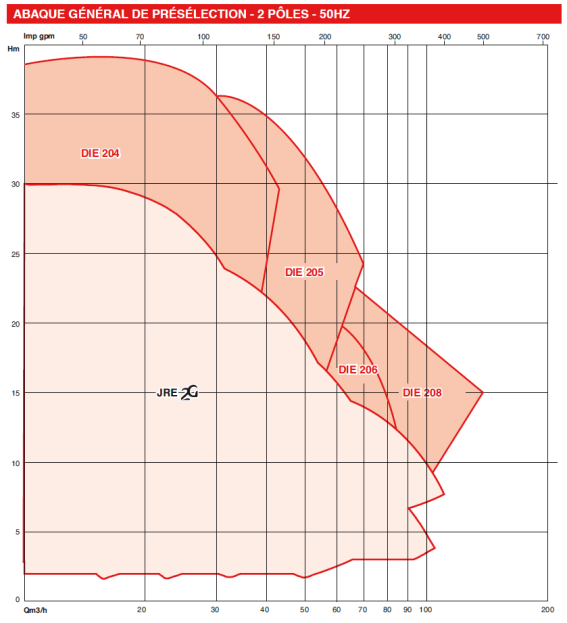 ABAQUE GÉNÉRAL DE PRÉSÉLECTION - 2 PÔLES - 50HZ
Imp gpm 50 70 100 150 200 300 400 500 700
Hm
35
DIE 204
30
25
DIE 205
20
DIE 206
JRE 2G
15
DIE 208
10
5
0
Qm3/h 20 30 40 50 60 70 80 90 100 200